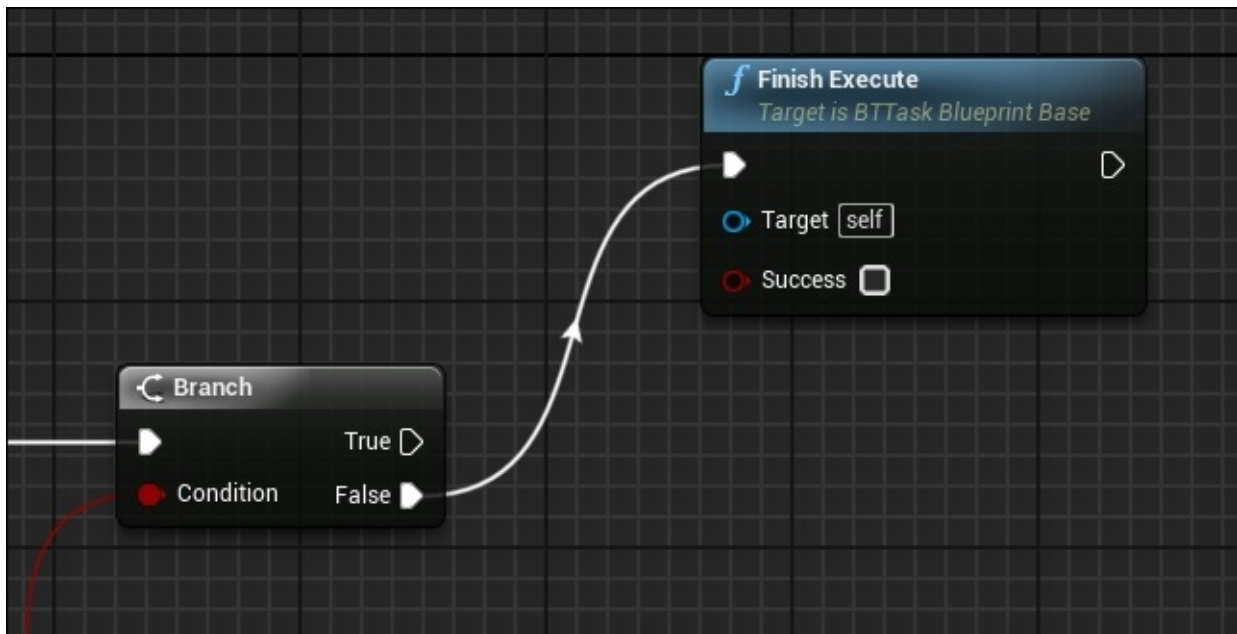 Finish Execute
Target is BTTask Blueprint Base
Target self
Success
Branch
True
Condition False